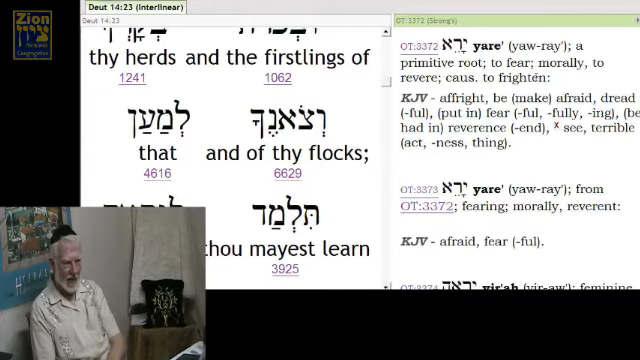 Zion
Messianic
Congregation
Deut 14:23 (Interlinear)
Deut 14:23
thy herds and the firstlings of
1241 1062
לְמַעַן וְצֹאנֶךָ
that and of thy flocks;
4616 6629
תִּלְמַד
thou mayest learn
3925
OT:3372 (Strong's)
OT:3372 יָרֵא yare' (yaw-ray'); a
primitive root; to fear; morally, to
revere; caus. to frighten:
KJV - affright, be (make) afraid, dread
(-ful), (put in) fear (-ful, -fully, -ing), (be
had in) reverence (-end), x see, terrible
(act, -ness, thing).
OT:3373 יָרֵא yare' (yaw-ray'); from
OT:3372; fearing; morally, reverent:
KJV - afraid, fear (-ful).
OT:3374 יִרְאָה yir'ah (yir-aw'); feminine